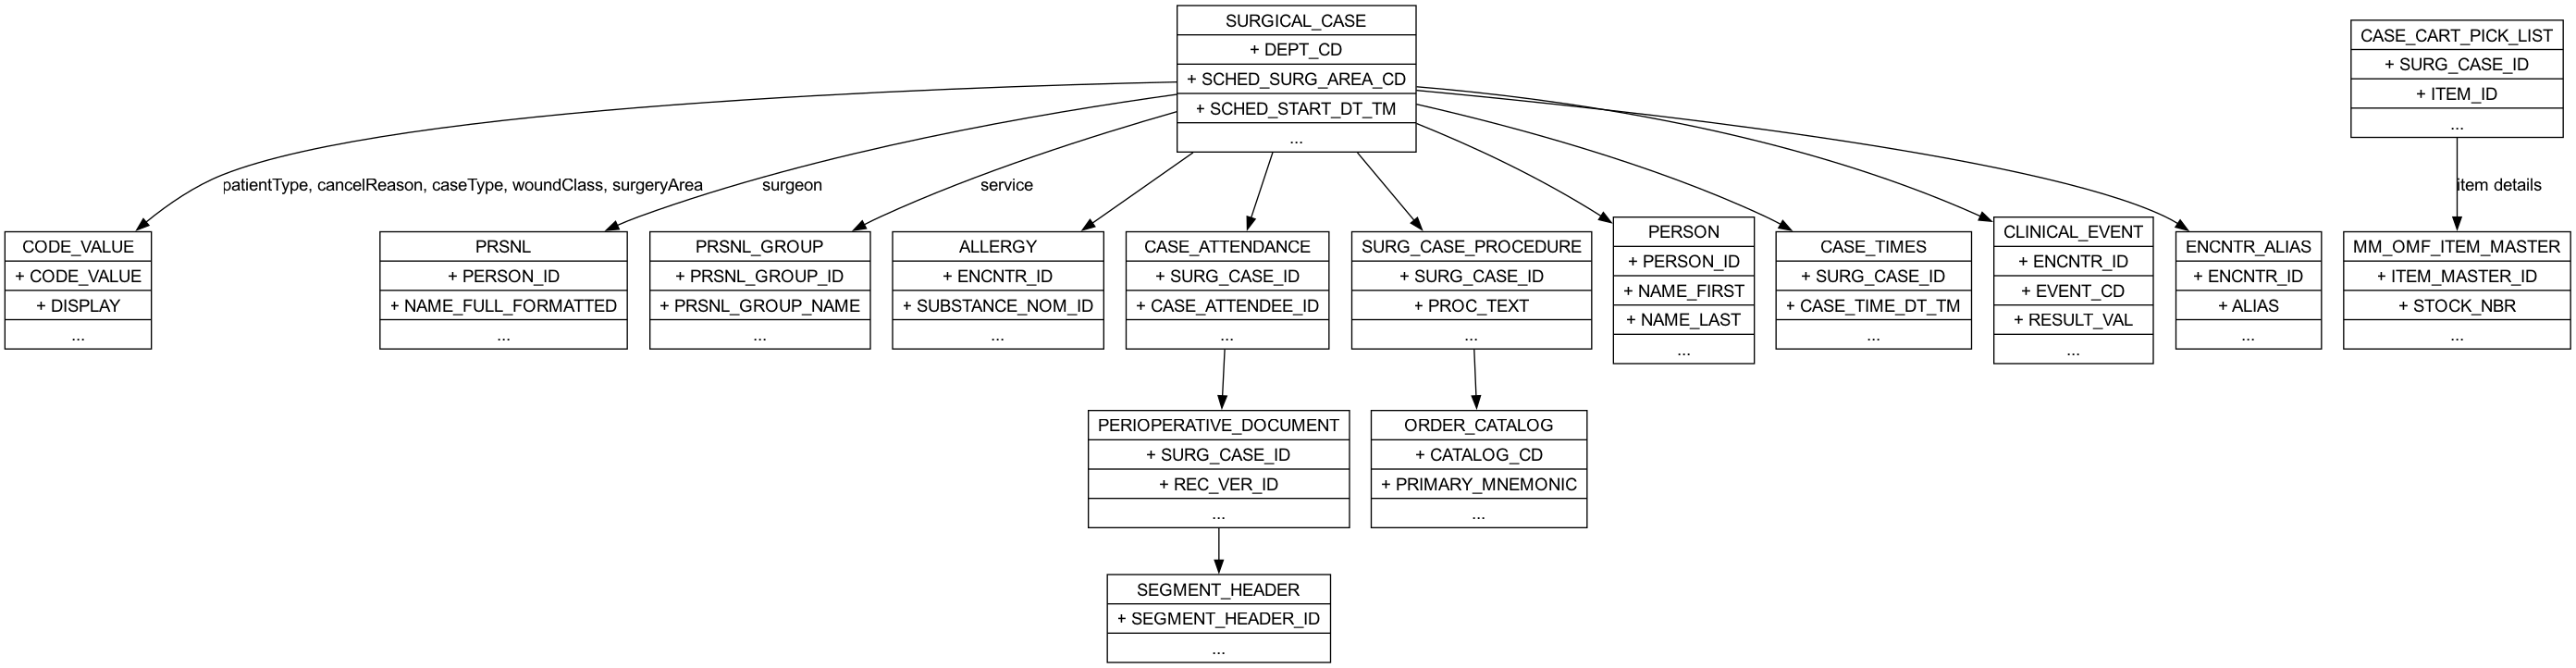 SURGICAL_CASE
+ DEPT_CD
+ SCHED_SURG_AREA_CD
+ SCHED_START_DT_TM
...
CASE_CART_PICK_LIST
+ SURG_CASE_ID
+ ITEM_ID
...
patientType, cancelReason, caseType, woundClass, surgeryArea
surgeon
service
item details
CODE_VALUE
+ CODE_VALUE
+ DISPLAY
...
PRSNL
+ PERSON_ID
+ NAME_FULL_FORMATTED
...
PRSNL_GROUP
+ PRSNL_GROUP_ID
+ PRSNL_GROUP_NAME
...
ALLERGY
+ ENCNTR_ID
+ SUBSTANCE_NOM_ID
...
CASE_ATTENDANCE
+ SURG_CASE_ID
+ CASE_ATTENDEE_ID
...
SURG_CASE_PROCEDURE
+ SURG_CASE_ID
+ PROC_TEXT
...
PERSON
+ PERSON_ID
+ NAME_FIRST
+ NAME_LAST
...
CASE_TIMES
+ SURG_CASE_ID
+ CASE_TIME_DT_TM
...
CLINICAL_EVENT
+ ENCNTR_ID
+ EVENT_CD
+ RESULT_VAL
...
ENCNTR_ALIAS
+ ENCNTR_ID
+ ALIAS
...
MM_OMF_ITEM_MASTER
+ ITEM_MASTER_ID
+ STOCK_NBR
...
PERIOPERATIVE_DOCUMENT
+ SURG_CASE_ID
+ REC_VER_ID
...
ORDER_CATALOG
+ CATALOG_CD
+ PRIMARY_MNEMONIC
...
SEGMENT_HEADER
+ SEGMENT_HEADER_ID
...